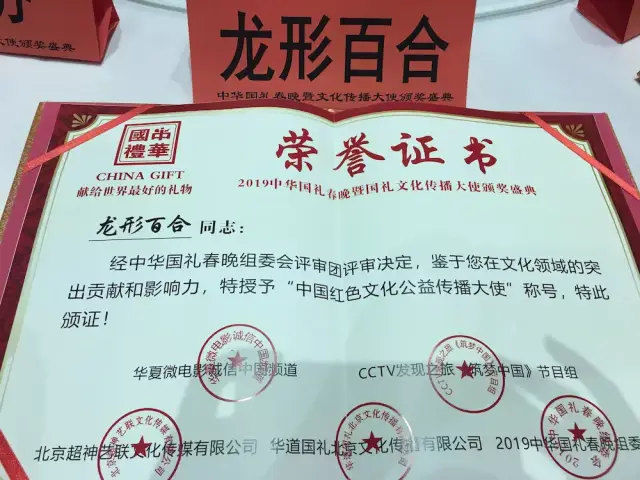 龙形百合
中华国礼春晚暨文化传播大使颁奖盛典
大使颁奖盛典
中华国礼
CHINA GIFT
献给世界最好的礼物
荣誉证书
2019中华国礼春晚暨国礼文化传播大使颁奖盛典
龙形百合 同志：
经中华国礼春晚组委会评审团评审决定，鉴于您在文化领域的突
出贡献和影响力，特授予“中国红色文化公益传播大使”称号，特此
颁证！
华夏微电影诚信中国频道 CCTV发现之旅《筑梦中国》节目组
北京超神艺联文化传媒有限公司 华道国礼北京文化传播有限公司 2019中华国礼春晚组委